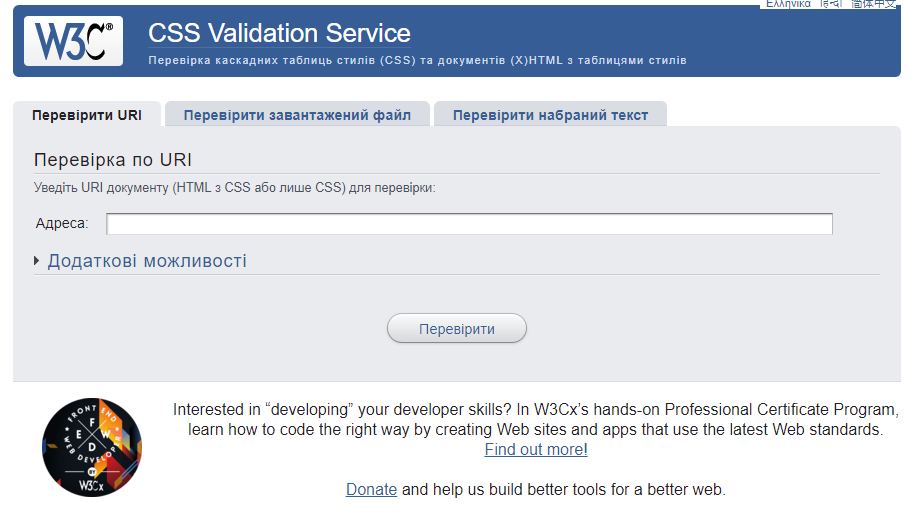 Ελληνικά हिन्दी 简体中文
W3C® CSS Validation Service
Перевірка каскадних таблиць стилів (CSS) та документів (X)HTML з таблицями стилів
Перевірити URI Перевірити завантажений файл Перевірити набраний текст
Перевірка по URI
Уведіть URI документу (HTML з CSS або лише CSS) для перевірки:
Адреса:
Додаткові можливості
Перевірити
FRONT END
WEB DEVELOPER
F
E W
D
BY
W3Cx
Interested in “developing” your developer skills? In W3Cx’s hands-on Professional Certificate Program,
learn how to code the right way by creating Web sites and apps that use the latest Web standards.
Find out more!
Donate and help us build better tools for a better web.